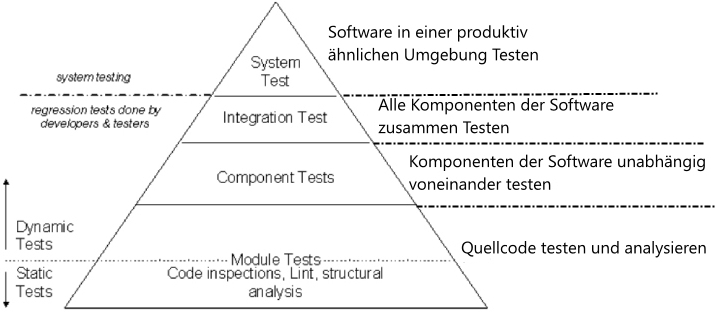 Software in einer produktiv
ähnlichen Umgebung Testen
System
Test
system testing
regression tests done by
developers & testers
Integration Test
Alle Komponenten der Software
zusammen Testen
Component Tests
Komponenten der Software unabhängig
voneinander testen
Dynamic
Tests
Quellcode testen und analysieren
Module Tests
Static
Tests
Code inspections, Lint, structural
analysis